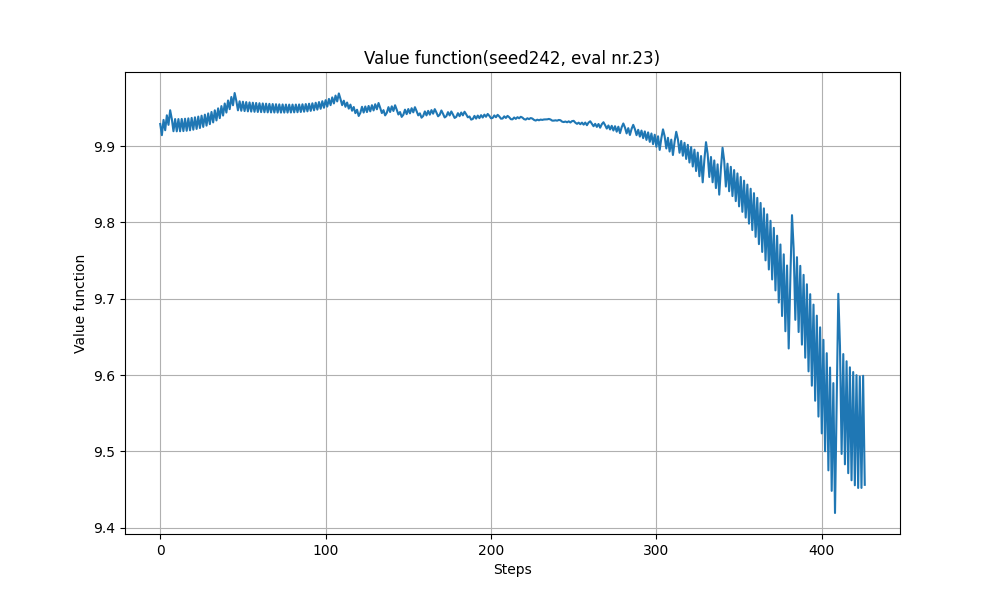 Value function(seed242, eval nr.23)
Value function
9.9
9.8
9.7
9.6
9.5
9.4
0 100 200 300 400
Steps